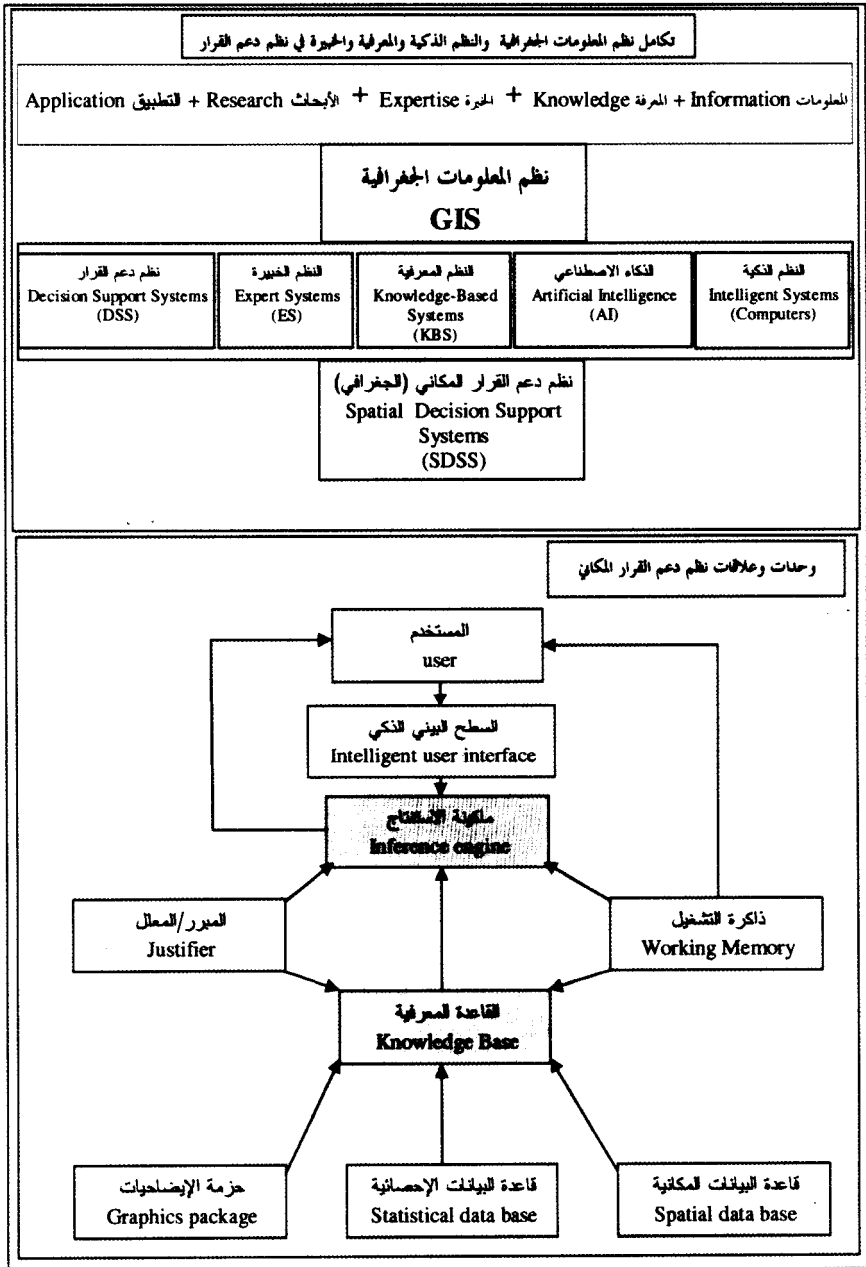 تكامل نظم المعلومات الجغرافية والنظم الذكية والمعرفية والخبيرة في نظم دعم القرار
المعلومات Information + المعرفة Knowledge + الخبرة Expertise + الأبحاث Research + التطبيق Application
نظم المعلومات الجغرافية
GIS
النظم الذكية
Intelligent Systems
(Computers)
الذكاء الاصطناعي
Artificial Intelligence
(AI)
النظم المعرفية
Knowledge-Based
Systems
(KBS)
النظم الخبيرة
Expert Systems
(ES)
نظم دعم القرار
Decision Support Systems
(DSS)
نظم دعم القرار المكاني (الجغرافي)
Spatial Decision Support
Systems
(SDSS)
وحدات وعلاقات نظم دعم القرار المكاني
المستخدم
user
السطح البيني الذكي
Intelligent user interface
ماكينة الاستنتاج
Inference engine
ذاكرة التشغيل
Working Memory
المبرر/المعلل
Justifier
القاعدة المعرفية
Knowledge Base
قاعدة البيانات المكانية
Spatial data base
قاعدة البيانات الإحصائية
Statistical data base
حزمة الإيضاحيات
Graphics package